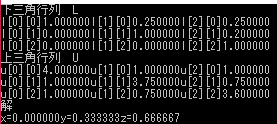 下三角行列 L
l[0][0]1.000000l[1][0]0.250000l[2][0]0.250000
l[0][1]0.000000l[1][1]1.000000l[2][1]0.200000
l[0][2]0.000000l[1][2]0.000000l[2][2]1.000000
上三角行列 U
u[0][0]4.000000u[1][0]0.000000u[2][0]0.000000
u[0][1]1.000000u[1][1]3.750000u[2][1]0.000000
u[0][2]1.000000u[1][2]0.750000u[2][2]3.600000
解
x=0.000000y=0.333333z=0.666667